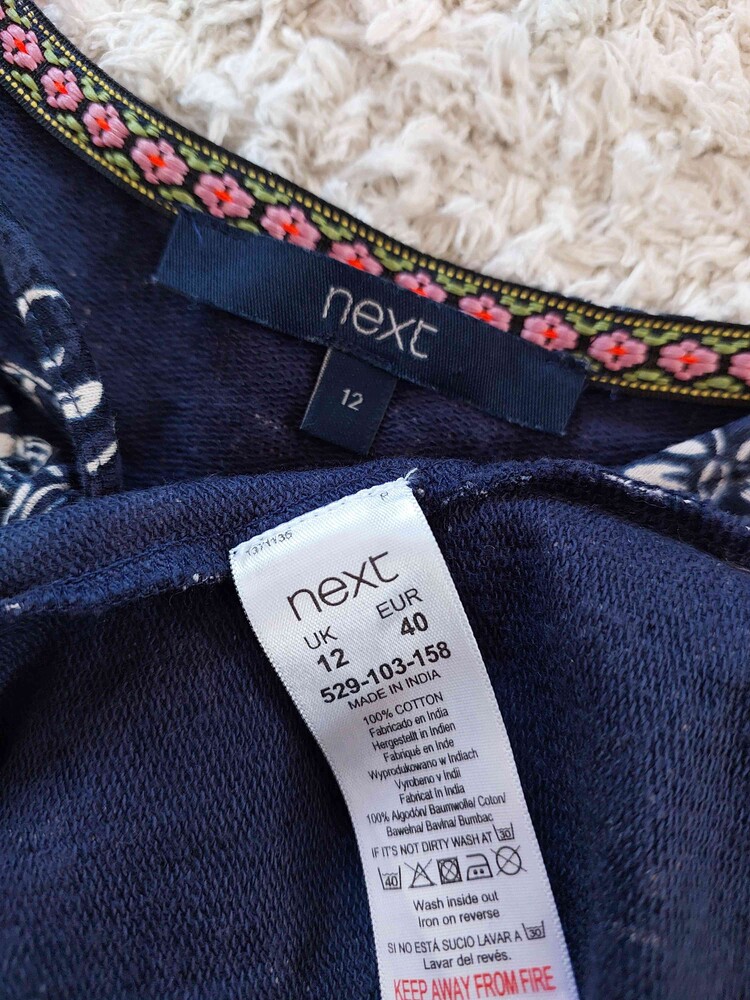 next
12
next
UK EUR
12 40
529-103-158
MADE IN INDIA
100% COTTON
Fabricado en India
Hergestellt in Indien
Fabriqué en Inde
Wyprodukowano w Indiach
Vyrobeno v Indii
Fabricat în India
100% Algodón/ Baumwolle/ Coton/
Bawełna/ Bavlna/ Bumbac
IF IT'S NOT DIRTY WASH AT 30
40
Wash inside out
Iron on reverse
SI NO ESTÁ SUCIO LAVAR A 30
Lavar del revés.
KEEP AWAY FROM FIRE